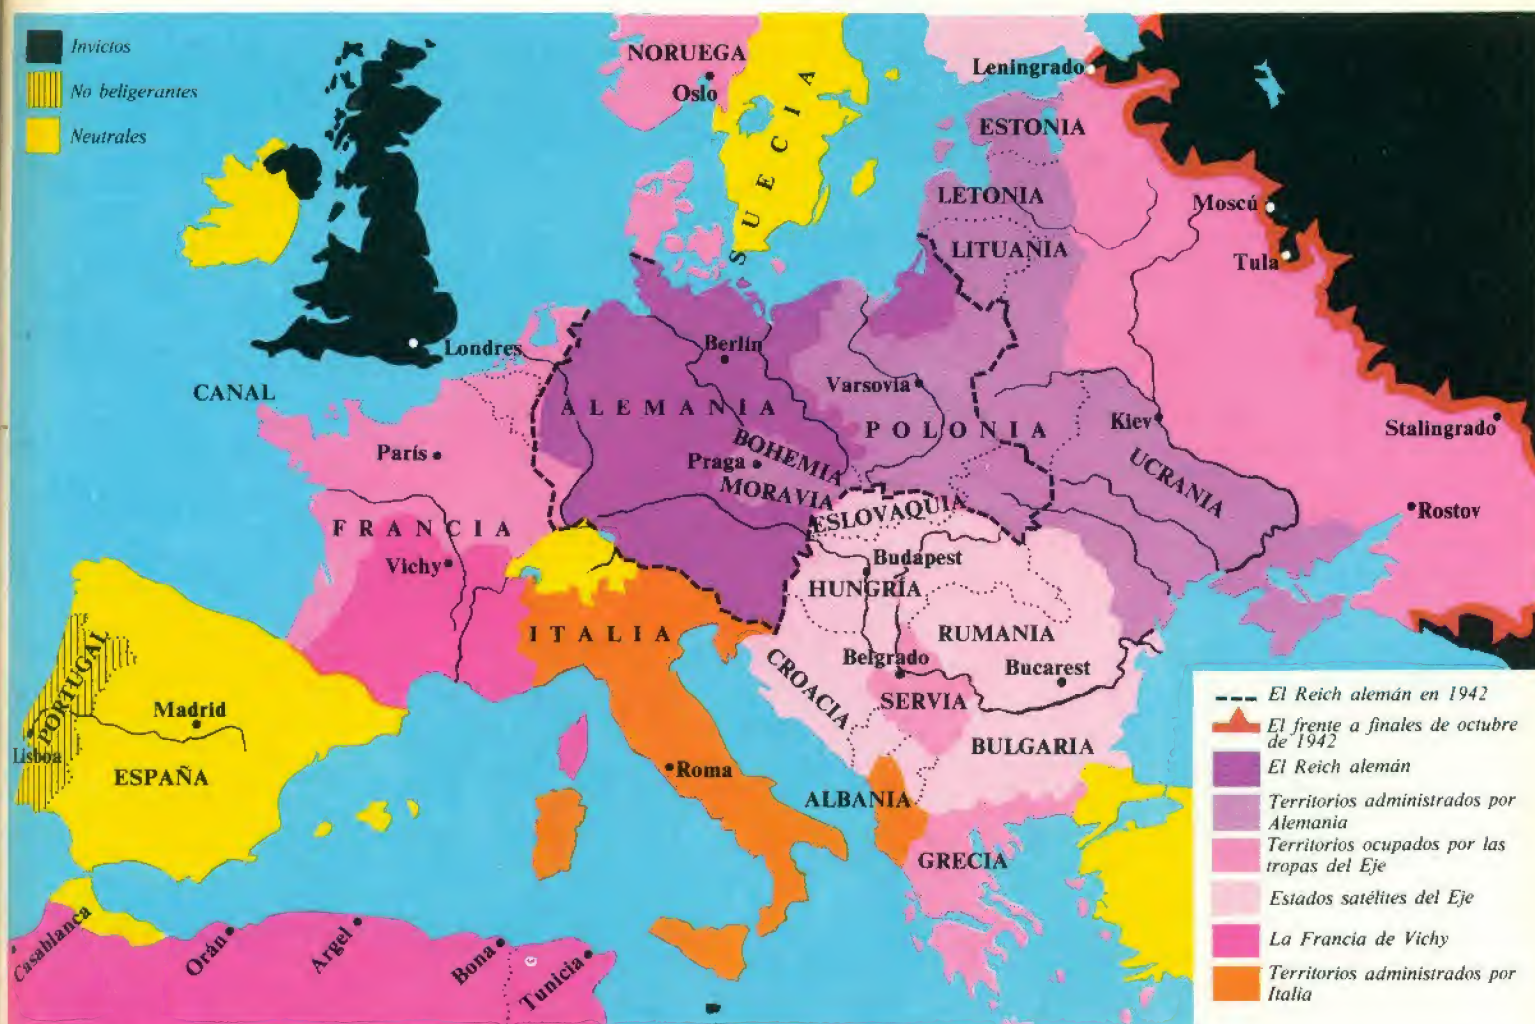 Invictos
No beligerantes
Neutrales
NORUEGA
Oslo
SUECIA
Leningrado
ESTONIA
LETONIA
LITUANIA
Moscú
Tula
Londres
CANAL
Berlín
Varsovia
ALEMANIA
POLONIA
Kiev
Stalingrado
París
BOHEMIA
Praga
MORAVIA
UCRANIA
ESLOVAQUIA
Rostov
FRANCIA
Vichy
Budapest
HUNGRÍA
ITALIA
RUMANIA
Belgrado
Bucarest
CROACIA
SERVIA
PORTUGAL
Madrid
Lisboa
ESPAÑA
BULGARIA
Roma
ALBANIA
GRECIA
Casablanca
Orán
Argel
Bona
Tunicia
El Reich alemán en 1942
El frente a finales de octubre
de 1942
El Reich alemán
Territorios administrados por
Alemania
Territorios ocupados por las
tropas del Eje
Estados satélites del Eje
La Francia de Vichy
Territorios administrados por
Italia